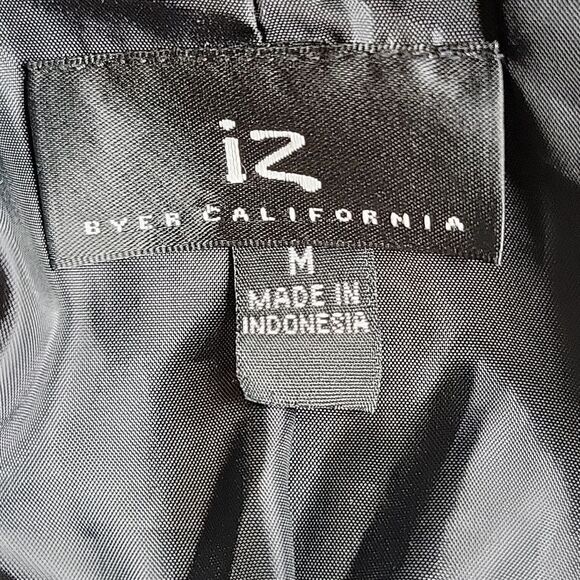 iz
BYER CALIFORNIA
M
MADE IN
INDONESIA